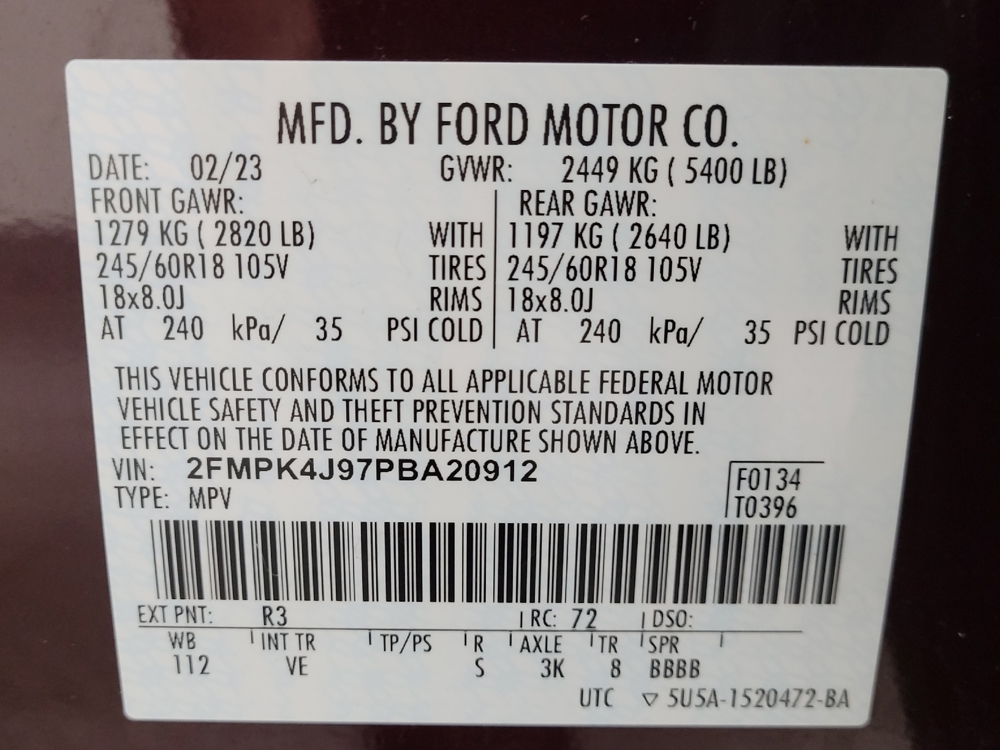 MFD. BY FORD MOTOR CO.
DATE: 02/23 GVWR: 2449 KG ( 5400 LB)
FRONT GAWR: REAR GAWR:
1279 KG ( 2820 LB) WITH 1197 KG ( 2640 LB) WITH
245/60R18 105V TIRES 245/60R18 105V TIRES
18x8.0J RIMS 18x8.0J RIMS
AT 240 kPa/ 35 PSI COLD AT 240 kPa/ 35 PSI COLD
THIS VEHICLE CONFORMS TO ALL APPLICABLE FEDERAL MOTOR
VEHICLE SAFETY AND THEFT PREVENTION STANDARDS IN
EFFECT ON THE DATE OF MANUFACTURE SHOWN ABOVE.
VIN: 2FMPK4J97PBA20912 F0134
TYPE: MPV T0396
EXT PNT: R3 RC: 72 DSO:
WB INT TR TP/PS R AXLE TR SPR
112 VE S 3K 8 BBBB
UTC ▽ 5U5A-1520472-BA